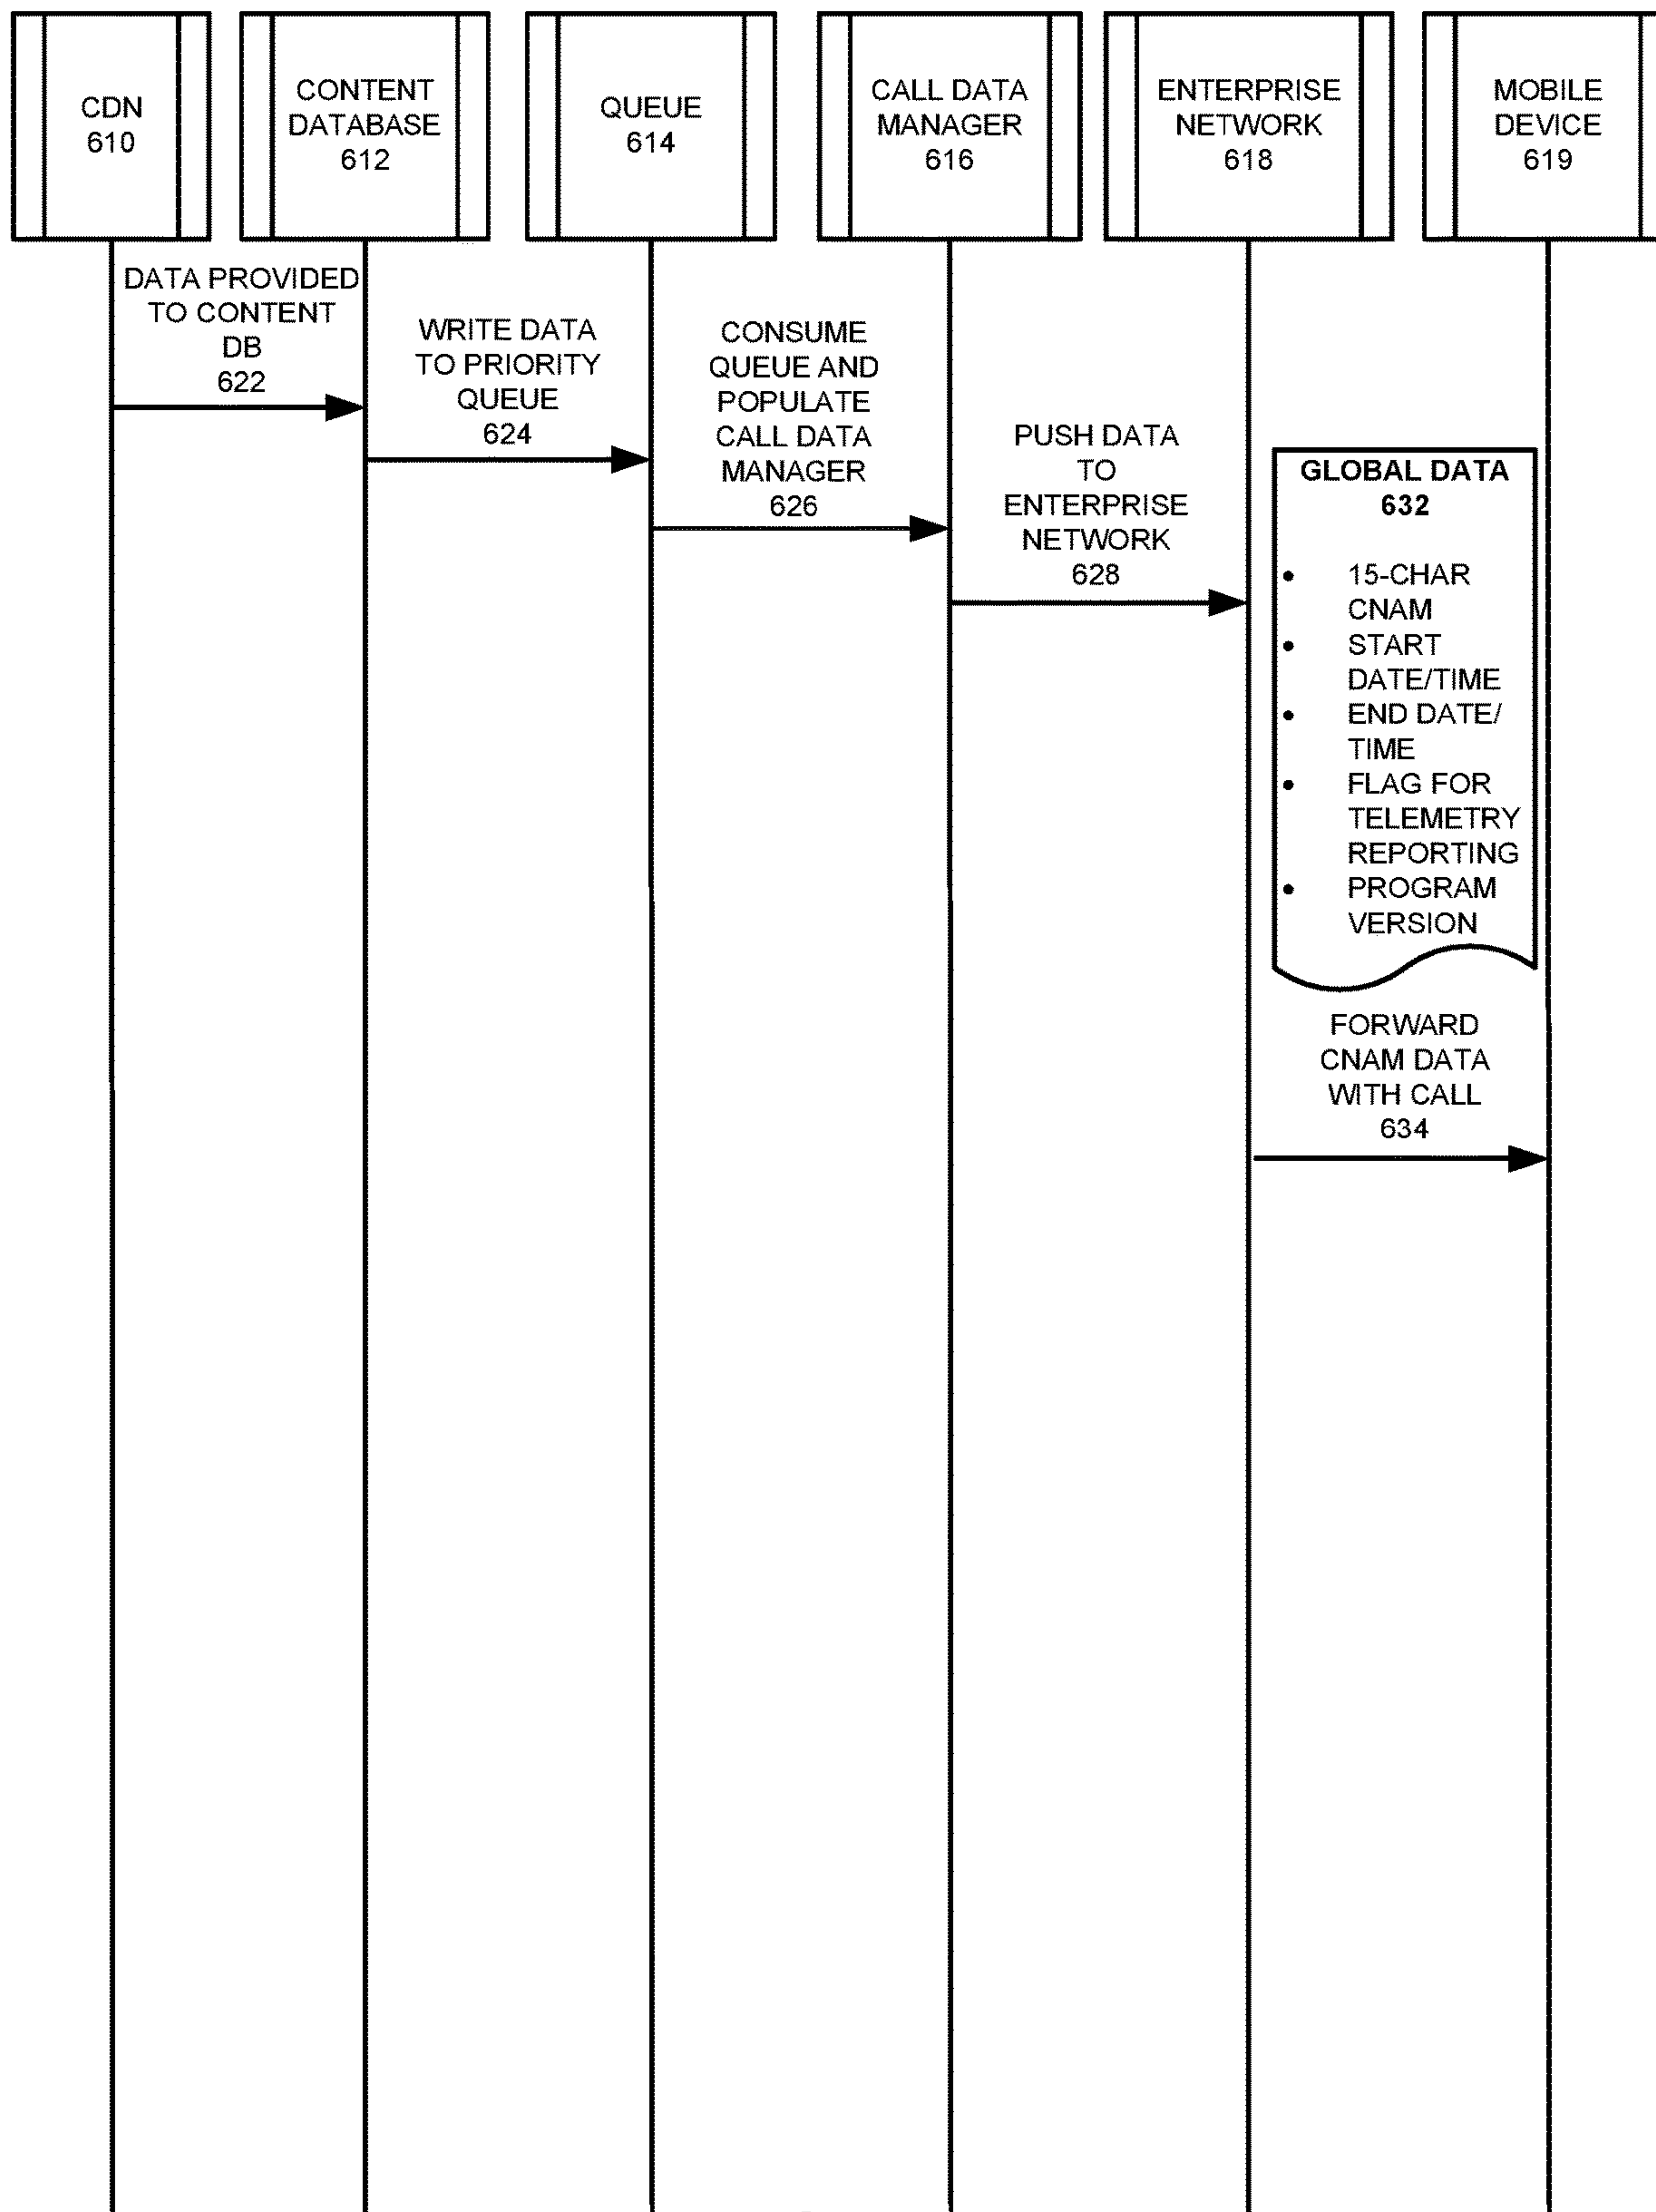 CDN
610
CONTENT
DATABASE
612
QUEUE
614
CALL DATA
MANAGER
616
ENTERPRISE
NETWORK
618
MOBILE
DEVICE
619
DATA PROVIDED
TO CONTENT
DB
622
WRITE DATA
TO PRIORITY
QUEUE
624
CONSUME
QUEUE AND
POPULATE
CALL DATA
MANAGER
626
PUSH DATA
TO
ENTERPRISE
NETWORK
628
GLOBAL DATA
632
• 15-CHAR
CNAM
• START
DATE/TIME
• END DATE/
TIME
• FLAG FOR
TELEMETRY
REPORTING
• PROGRAM
VERSION
FORWARD
CNAM DATA
WITH CALL
634